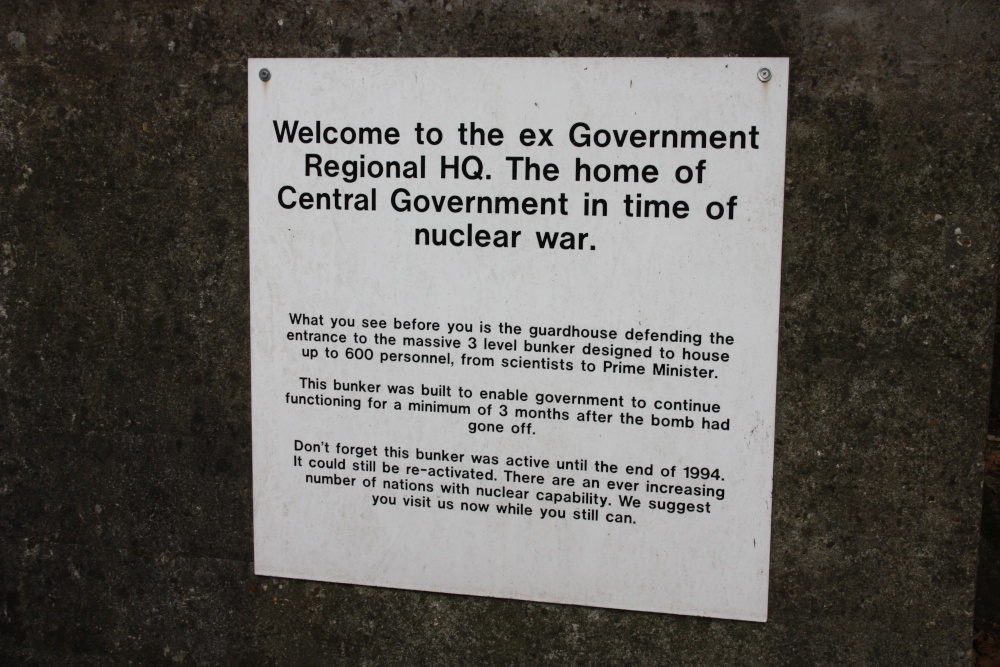 Welcome to the ex Government
Regional HQ. The home of
Central Government in time of
nuclear war.
What you see before you is the guardhouse defending the
entrance to the massive 3 level bunker designed to house
up to 600 personnel, from scientists to Prime Minister.
This bunker was built to enable government to continue
functioning for a minimum of 3 months after the bomb had
gone off.
Don't forget this bunker was active until the end of 1994.
It could still be re-activated. There are an ever increasing
number of nations with nuclear capability. We suggest
you visit us now while you still can.